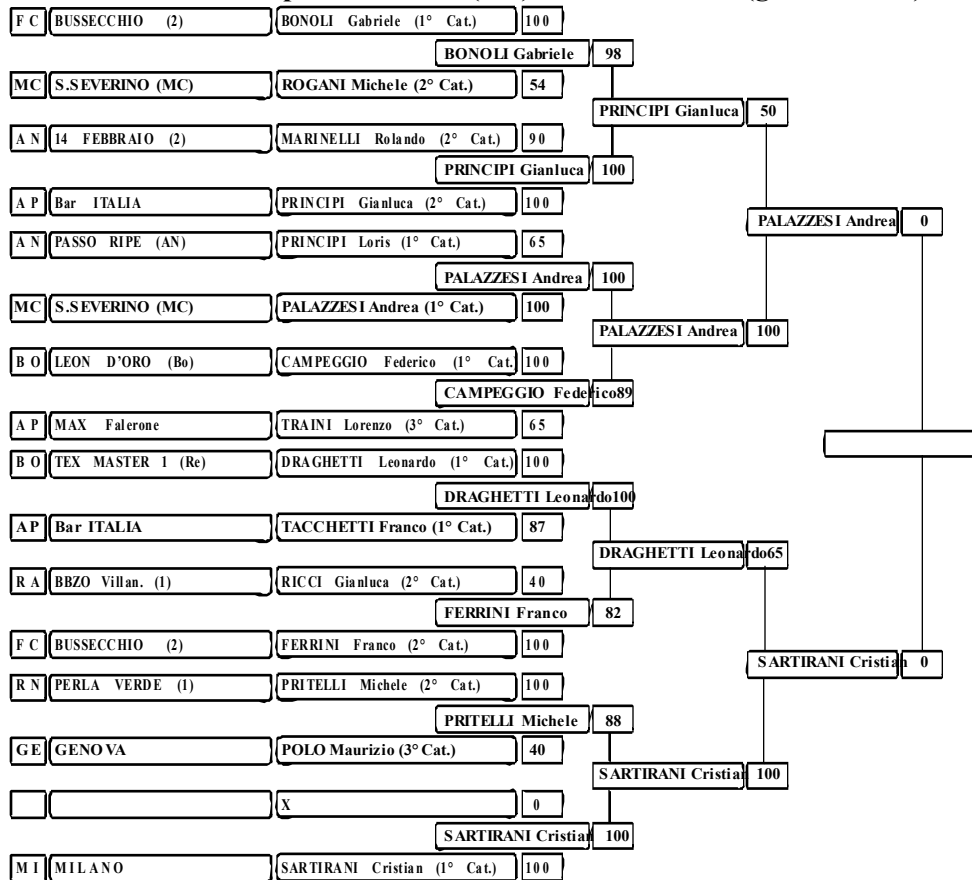 F C BUSSECCHIO (2) BONOLI Gabriele (1° Cat.) 100
BONOLI Gabriele 98
MC S.SEVERINO (MC) ROGANI Michele (2° Cat.) 54
PRINCIPI Gianluca 50
A N 14 FEBBRAIO (2) MARINELLI Rolando (2° Cat.) 90
PRINCIPI Gianluca 100
A P Bar ITALIA PRINCIPI Gianluca (2° Cat.) 100
PALAZZESI Andrea 0
A N PASSO RIPE (AN) PRINCIPI Loris (1° Cat.) 65
PALAZZESI Andrea 100
MC S.SEVERINO (MC) PALAZZESI Andrea (1° Cat.) 100
PALAZZESI Andrea 100
B O LEON D'ORO (Bo) CAMPEGGIO Federico (1° Cat. 100
CAMPEGGIO Federico89
A P MAX Falerone TRAINI Lorenzo (3° Cat.) 65
B O TEX MASTER 1 (Re) DRAGHETTI Leonardo (1° Cat.) 100
DRAGHETTI Leonardo100
AP Bar ITALIA TACCHETTI Franco (1° Cat.) 87
DRAGHETTI Leonardo65
R A BBZO Villan. (1) RICCI Gianluca (2° Cat.) 40
FERRINI Franco 82
F C BUSSECCHIO (2) FERRINI Franco (2° Cat.) 100
SARTIRANI Cristian 0
R N PERLA VERDE (1) PRITELLI Michele (2° Cat.) 100
PRITELLI Michele 88
GE GENOVA POLO Maurizio (3° Cat.) 40
SARTIRANI Cristian 100
X 0
SARTIRANI Cristian 100
M I MILANO SARTIRANI Cristian (1° Cat.) 100